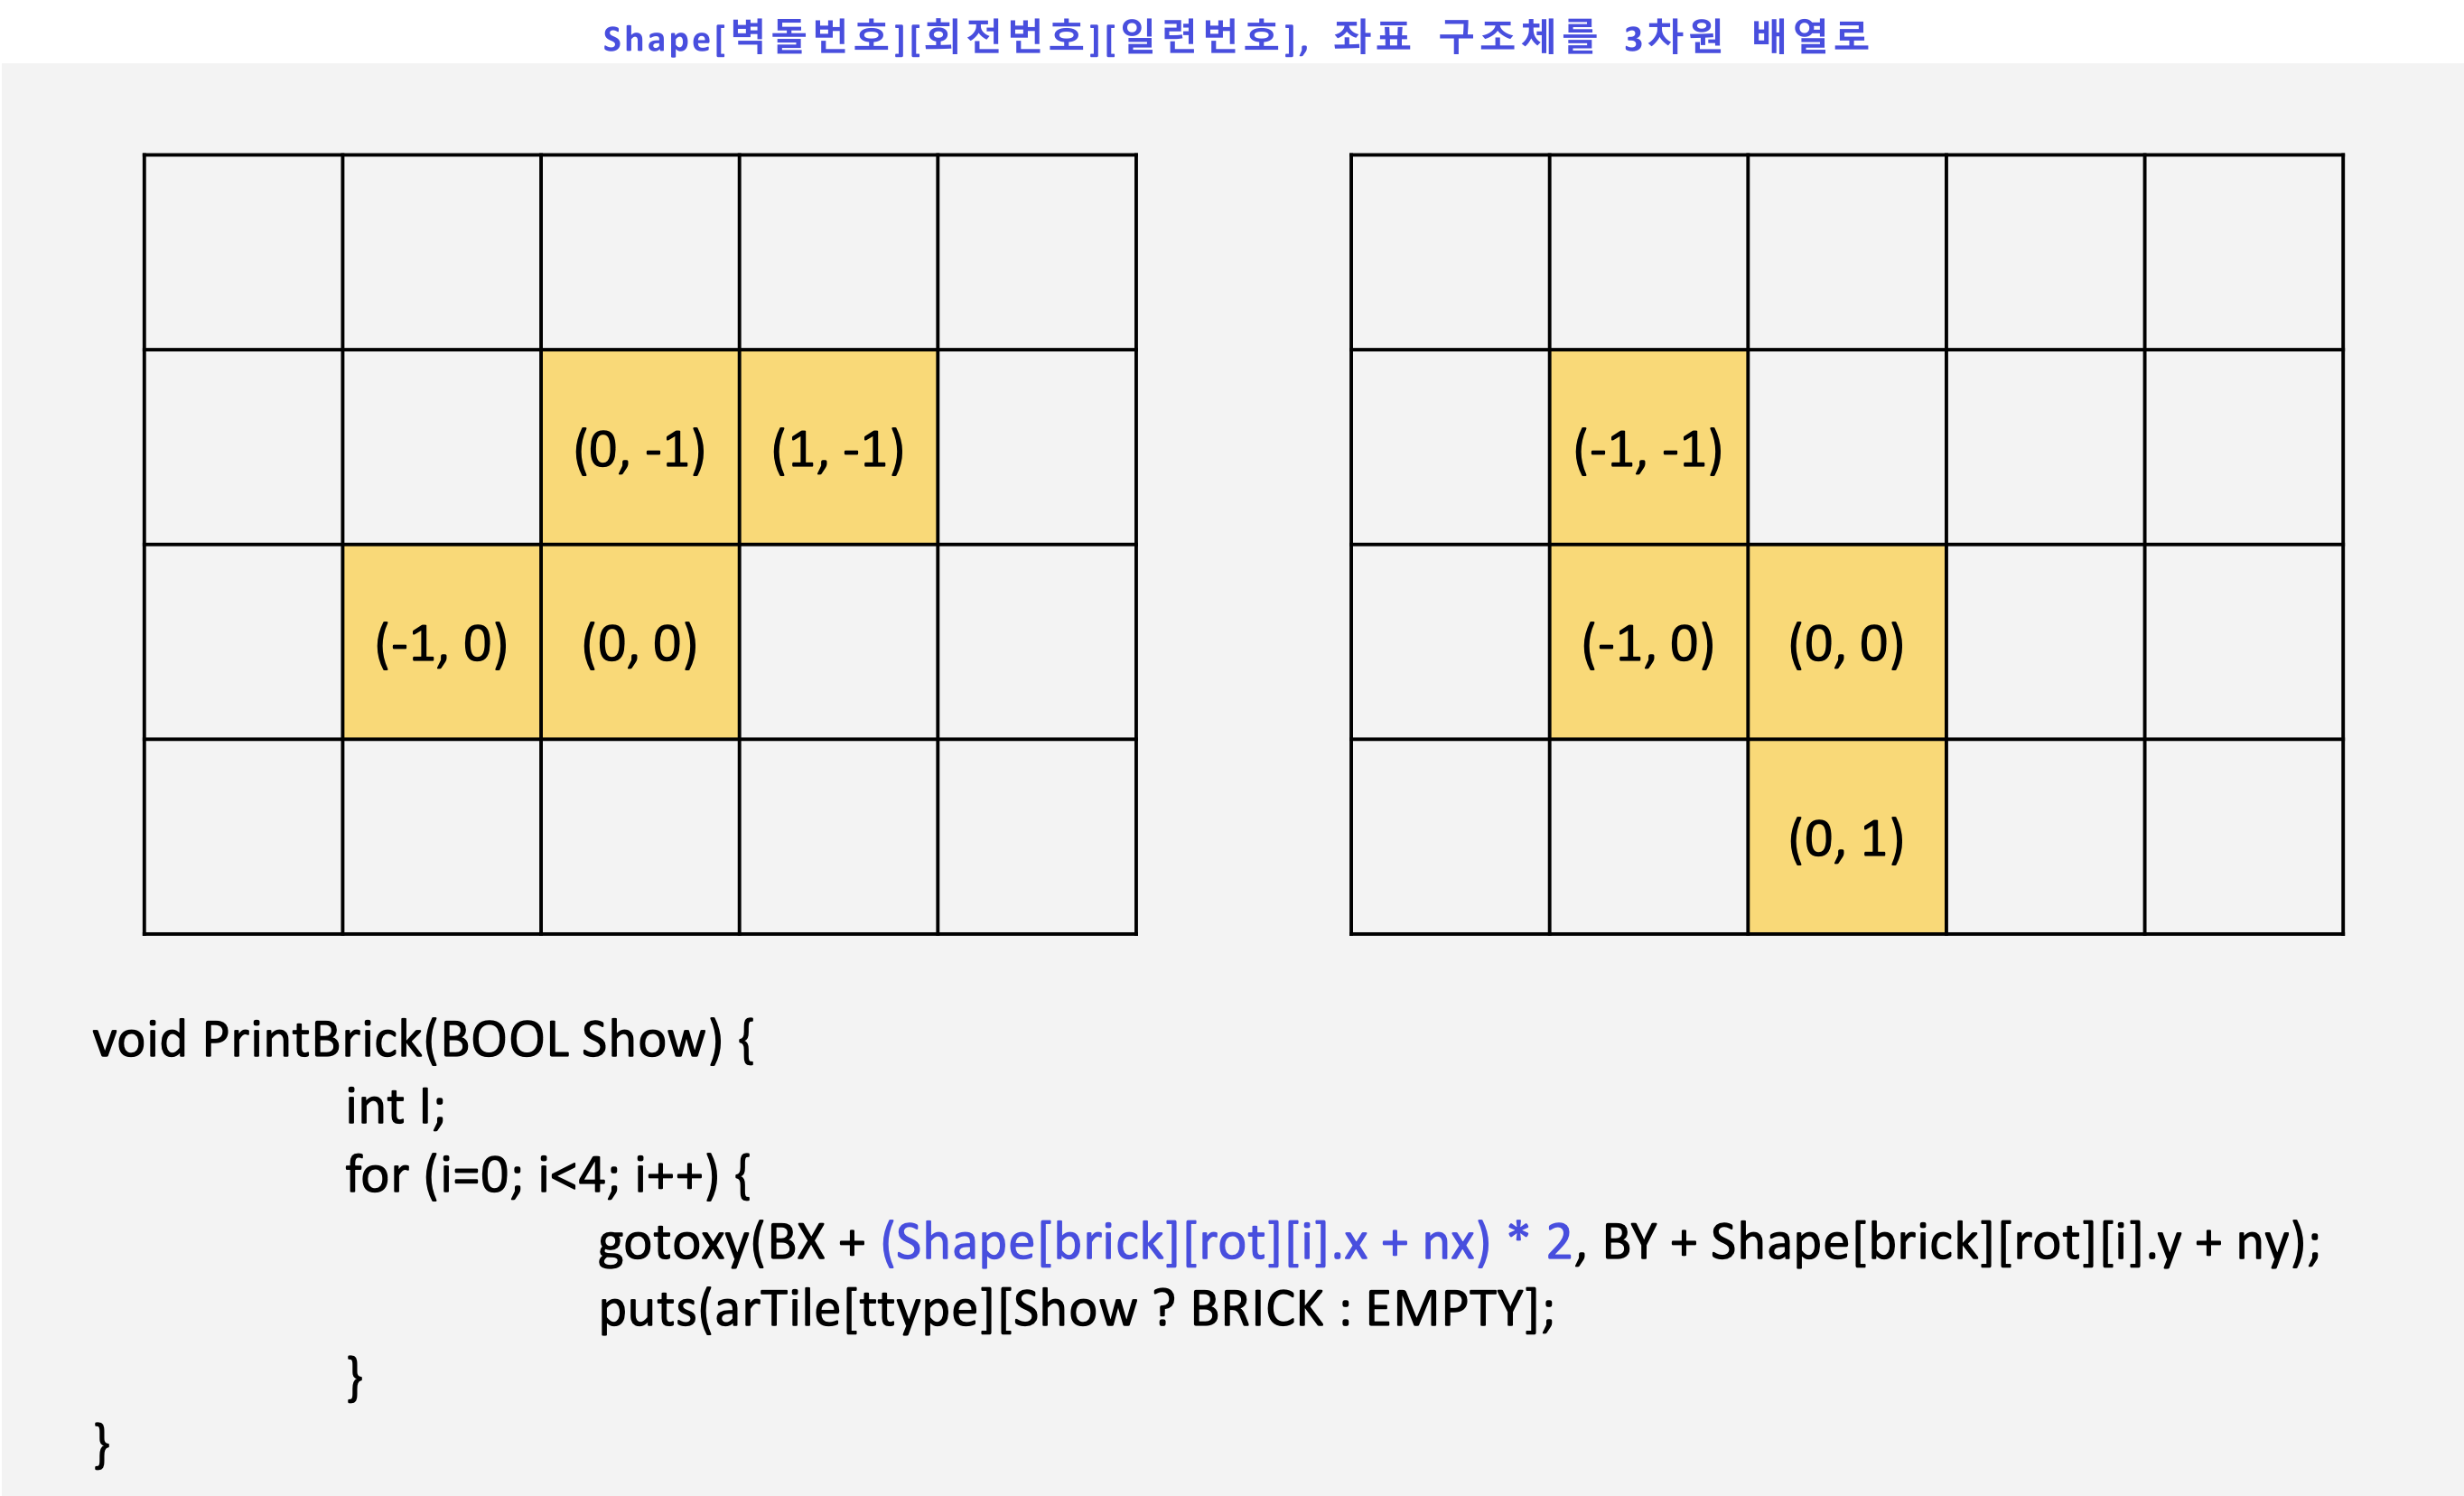 Shape[벽돌번호][회전번호][일련번호], 좌표 구조체를 3차원 배열로
(0, -1) (1, -1) (-1, -1)
(-1, 0) (0, 0) (-1, 0) (0, 0)
(0, 1)
void PrintBrick(BOOL Show) {
int I;
for (i=0; i<4; i++) {
gotoxy(BX + (Shape[brick][rot][i].x + nx) * 2, BY + Shape[brick][rot][i].y + ny);
puts(arTile[ttype][Show ? BRICK : EMPTY];
}
}